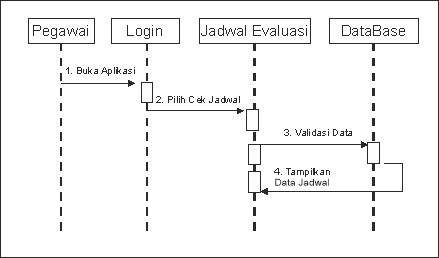 Pegawai
Login
Jadwal Evaluasi
DataBase
1. Buka Aplikasi
2. Pilih Cek Jadwal
3. Validasi Data
4. Tampilkan
Data Jadwal